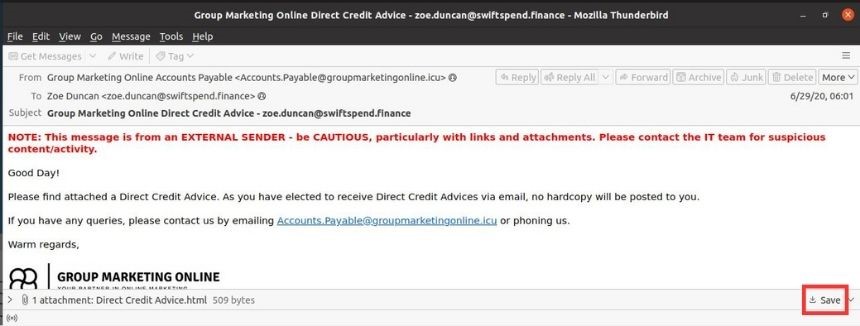 Group Marketing Online Direct Credit Advice - zoe.duncan@swiftspend.finance - Mozilla Thunderbird
File Edit View Go Message Tools Help
Get Messages Write Tag
From Group Marketing Online Accounts Payable <Accounts.Payable@groupmarketingonline.icu> Reply Reply All Forward Archive Junk Delete More
To Zoe Duncan <zoe.duncan@swiftspend.finance> 6/29/20, 06:01
Subject Group Marketing Online Direct Credit Advice - zoe.duncan@swiftspend.finance
NOTE: This message is from an EXTERNAL SENDER - be CAUTIOUS, particularly with links and attachments. Please contact the IT team for suspicious
content/activity.
Good Day!
Please find attached a Direct Credit Advice. As you have elected to receive Direct Credit Advices via email, no hardcopy will be posted to you.
If you have any queries, please contact us by emailing Accounts.Payable@groupmarketingonline.icu or phoning us.
Warm regards,
GROUP MARKETING ONLINE
YOUR PARTNER IN ONLINE MARKETING
1 attachment: Direct Credit Advice.html 509 bytes Save